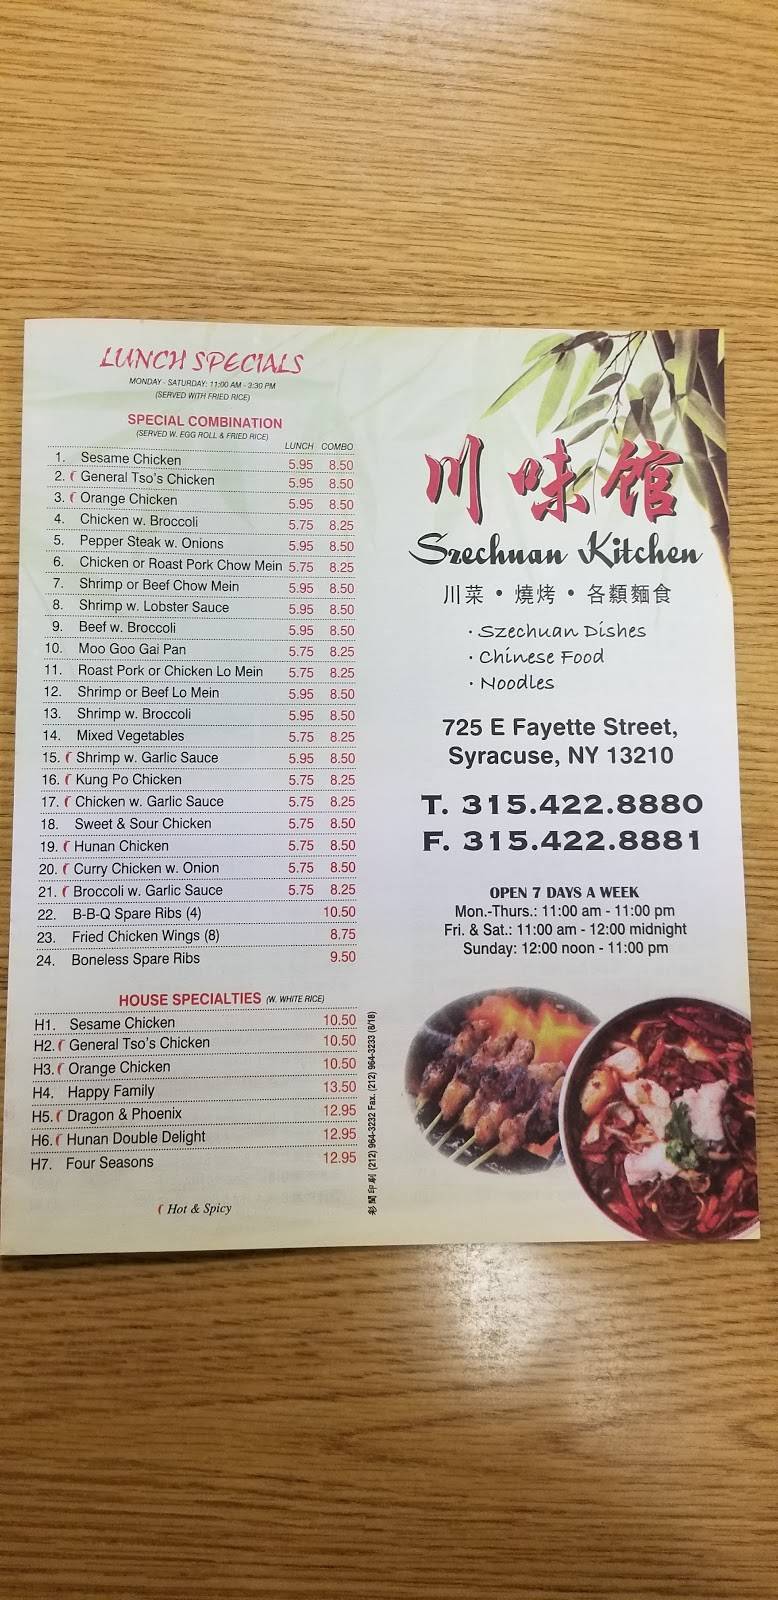 LUNCH SPECIALS
MONDAY - SATURDAY: 11:00 AM - 3:30 PM
(SERVED WITH FRIED RICE)
SPECIAL COMBINATION
(SERVED W. EGG ROLL & FRIED RICE)
LUNCH COMBO
1. Sesame Chicken 5.95 8.50
2. General Tso's Chicken 5.95 8.50
3. Orange Chicken 5.95 8.50
4. Chicken w. Broccoli 5.75 8.25
5. Pepper Steak w. Onions 5.95 8.50
6. Chicken or Roast Pork Chow Mein 5.75 8.25
7. Shrimp or Beef Chow Mein 5.95 8.50
8. Shrimp w. Lobster Sauce 5.95 8.50
9. Beef w. Broccoli 5.95 8.50
10. Moo Goo Gai Pan 5.75 8.25
11. Roast Pork or Chicken Lo Mein 5.75 8.25
12. Shrimp or Beef Lo Mein 5.95 8.50
13. Shrimp w. Broccoli 5.95 8.50
14. Mixed Vegetables 5.75 8.25
15. Shrimp w. Garlic Sauce 5.95 8.50
16. Kung Po Chicken 5.75 8.25
17. Chicken w. Garlic Sauce 5.75 8.25
18. Sweet & Sour Chicken 5.75 8.50
19. Hunan Chicken 5.75 8.50
20. Curry Chicken w. Onion 5.75 8.50
21. Broccoli w. Garlic Sauce 5.75 8.25
22. B-B-Q Spare Ribs (4) 10.50
23. Fried Chicken Wings (8) 8.75
24. Boneless Spare Ribs 9.50
HOUSE SPECIALTIES (W. WHITE RICE)
H1. Sesame Chicken 10.50
H2. General Tso's Chicken 10.50
H3. Orange Chicken 10.50
H4. Happy Family 13.50
H5. Dragon & Phoenix 12.95
H6. Hunan Double Delight 12.95
H7. Four Seasons 12.95
Hot & Spicy
彩閣印刷 (212) 964-3232 Fax. (212) 964-3233 (8/18)
川味馆
Szechuan Kitchen
川菜 • 燒烤 • 各類麵食
· Szechuan Dishes
· Chinese Food
· Noodles
725 E Fayette Street,
Syracuse, NY 13210
T. 315.422.8880
F. 315.422.8881
OPEN 7 DAYS A WEEK
Mon.-Thurs.: 11:00 am - 11:00 pm
Fri. & Sat.: 11:00 am - 12:00 midnight
Sunday: 12:00 noon - 11:00 pm